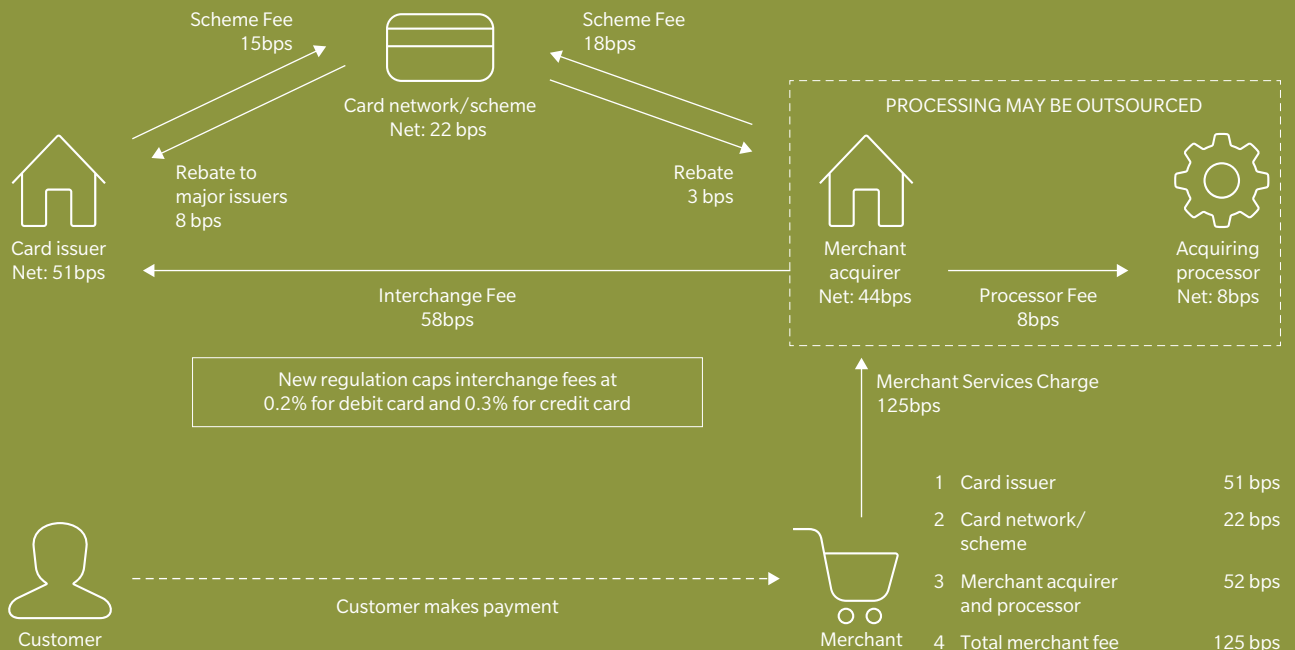 Scheme Fee
15bps
Scheme Fee
18bps
Card network/scheme
Net: 22 bps
PROCESSING MAY BE OUTSOURCED
Rebate to
major issuers
8 bps
Rebate
3 bps
Card issuer
Net: 51bps
Merchant
acquirer
Net: 44bps
Acquiring
processor
Net: 8bps
Interchange Fee
58bps
Processor Fee
8bps
New regulation caps interchange fees at
0.2% for debit card and 0.3% for credit card
Merchant Services Charge
125bps
1 Card issuer 51 bps
2 Card network/ 22 bps
scheme
3 Merchant acquirer 52 bps
and processor
4 Total merchant fee 125 bps
Customer makes payment
Customer
Merchant